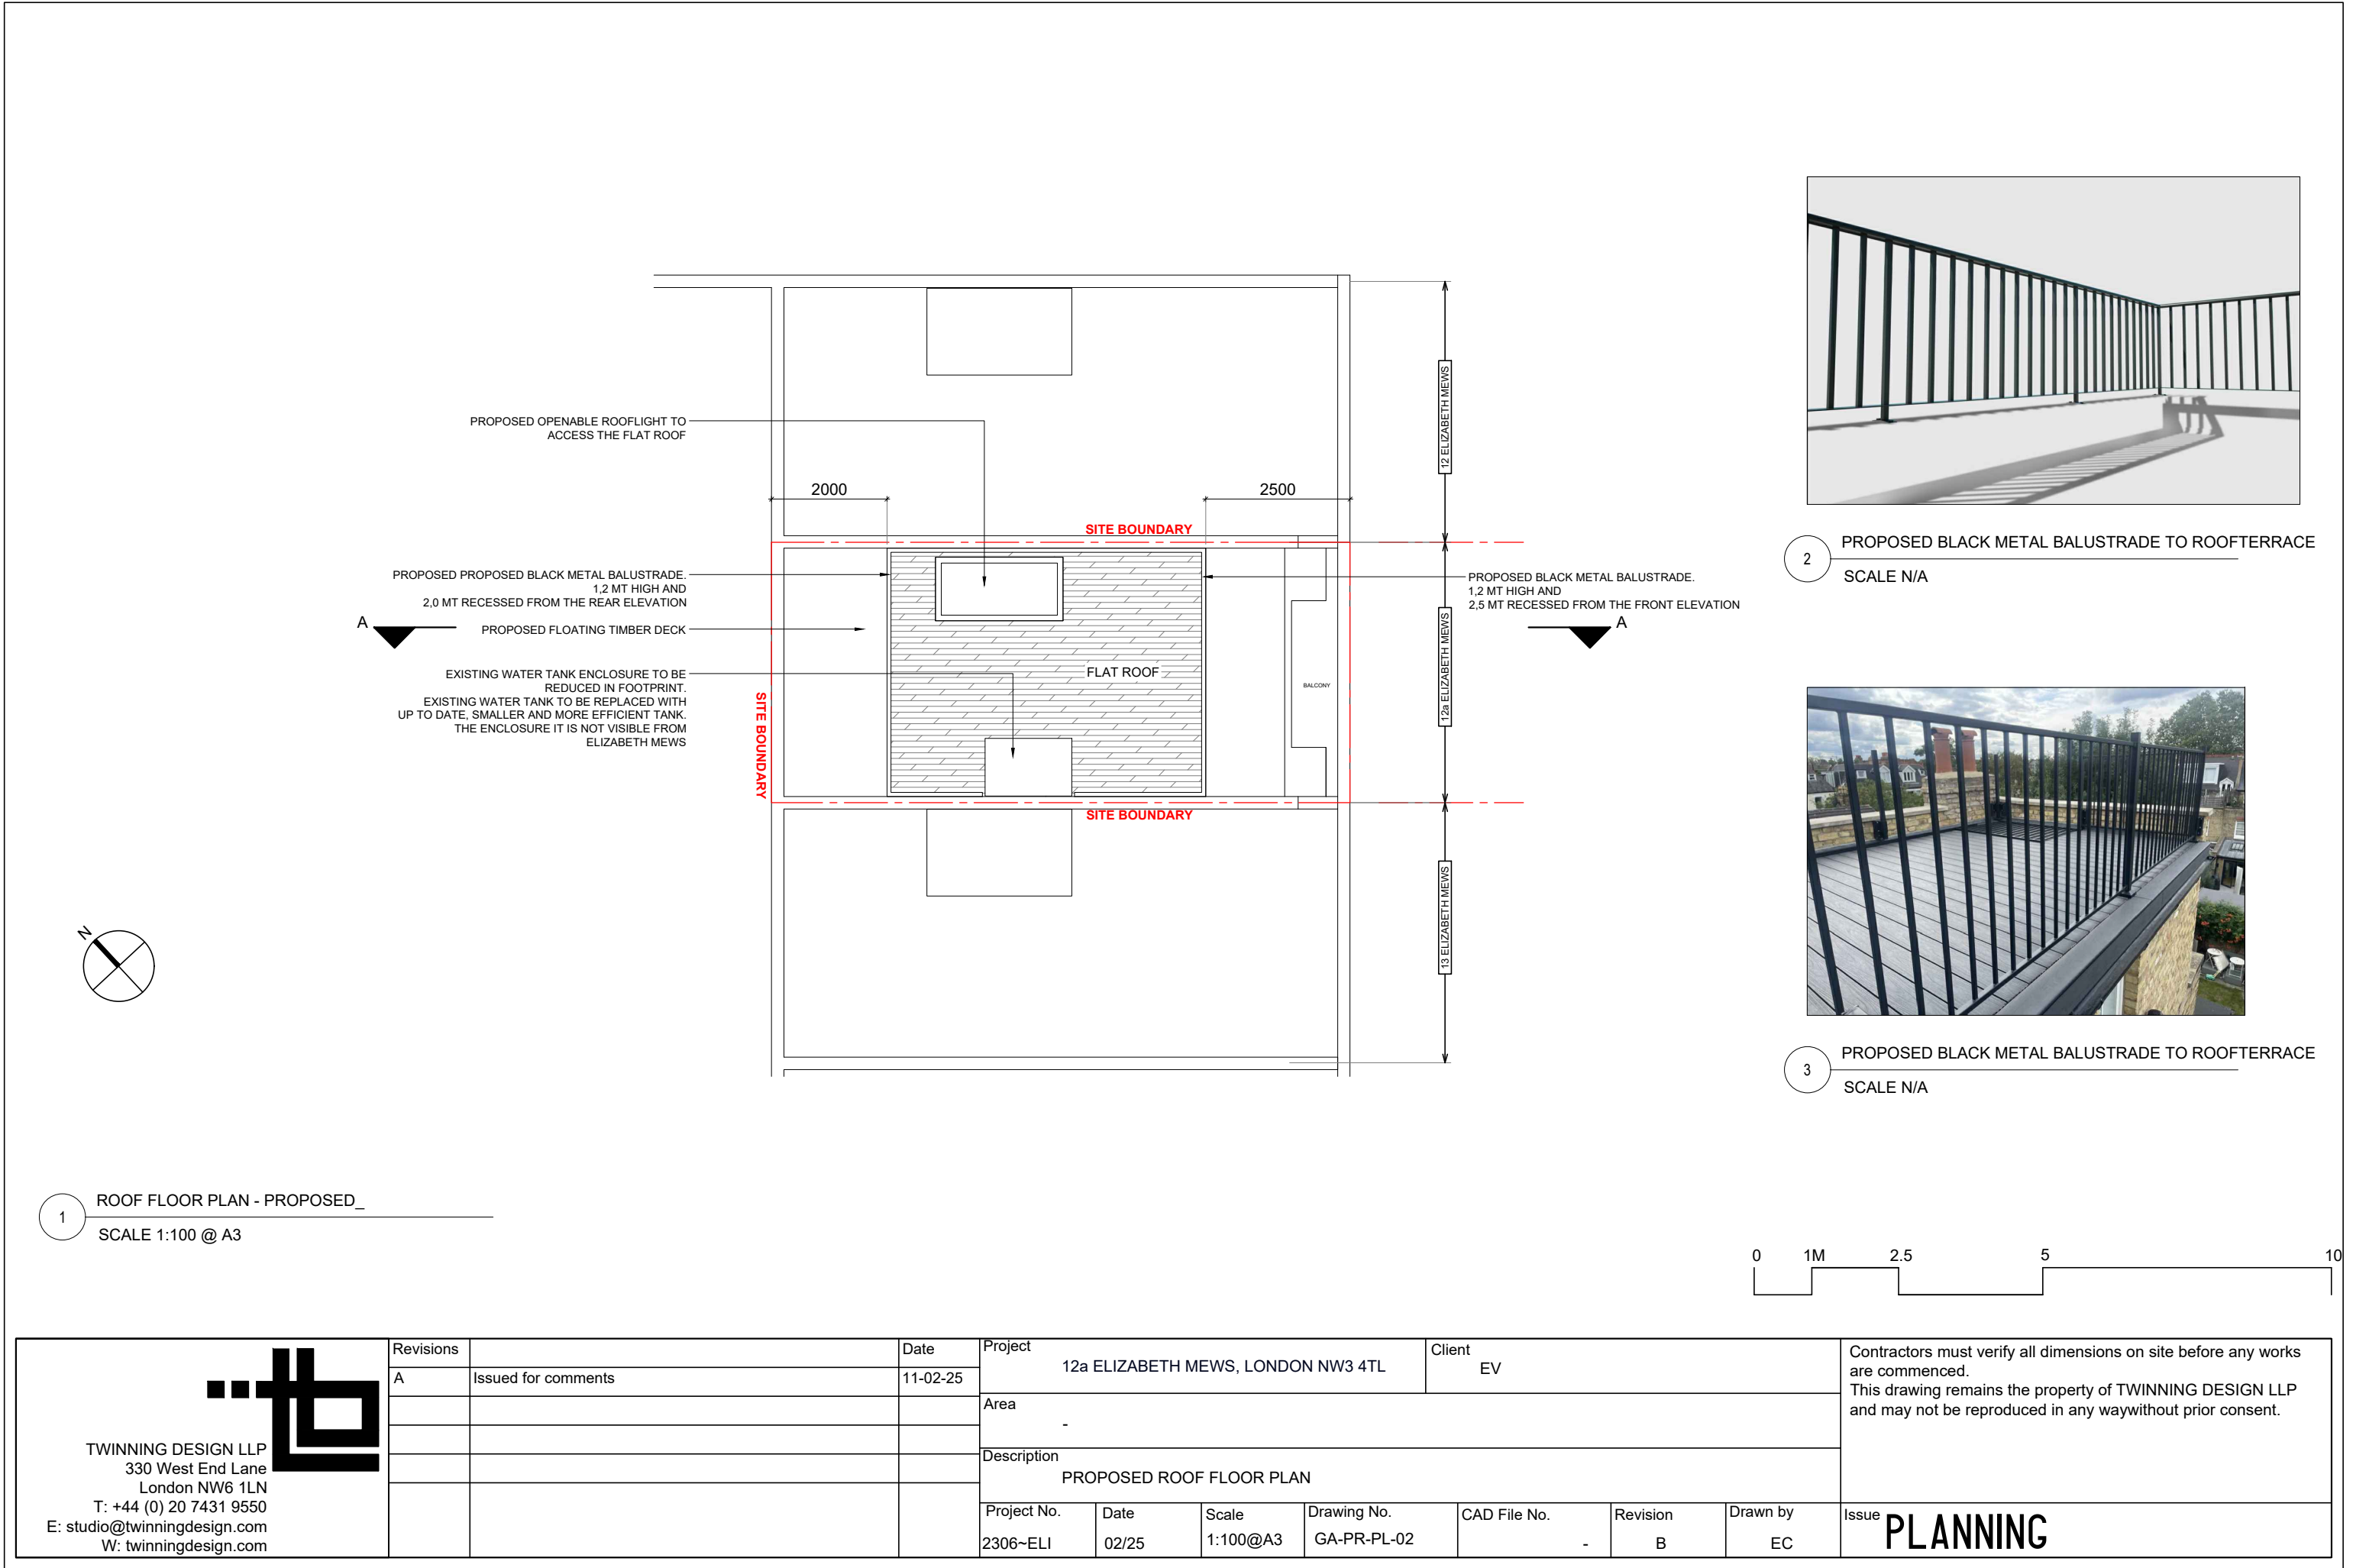 PROPOSED OPENABLE ROOFLIGHT TO
ACCESS THE FLAT ROOF
2000
2500
SITE BOUNDARY
PROPOSED PROPOSED BLACK METAL BALUSTRADE.
1,2 MT HIGH AND
2,0 MT RECESSED FROM THE REAR ELEVATION
A
PROPOSED FLOATING TIMBER DECK
EXISTING WATER TANK ENCLOSURE TO BE
REDUCED IN FOOTPRINT.
EXISTING WATER TANK TO BE REPLACED WITH
UP TO DATE, SMALLER AND MORE EFFICIENT TANK.
THE ENCLOSURE IT IS NOT VISIBLE FROM
ELIZABETH MEWS
SITE BOUNDARY
FLAT ROOF
BALCONY
SITE BOUNDARY
12 ELIZABETH MEWS
12a ELIZABETH MEWS
13 ELIZABETH MEWS
PROPOSED BLACK METAL BALUSTRADE.
1,2 MT HIGH AND
2,5 MT RECESSED FROM THE FRONT ELEVATION
A
2
PROPOSED BLACK METAL BALUSTRADE TO ROOFTERRACE
SCALE N/A
3
PROPOSED BLACK METAL BALUSTRADE TO ROOFTERRACE
SCALE N/A
N
1
ROOF FLOOR PLAN - PROPOSED_
SCALE 1:100 @ A3
0 1M 2.5 5 10
TWINNING DESIGN LLP
330 West End Lane
London NW6 1LN
T: +44 (0) 20 7431 9550
E: studio@twinningdesign.com
W: twinningdesign.com
Revisions Date
A Issued for comments 11-02-25
Project
12a ELIZABETH MEWS, LONDON NW3 4TL
Client
EV
Area
-
Description
PROPOSED ROOF FLOOR PLAN
Project No. Date Scale Drawing No. CAD File No. Revision Drawn by
2306~ELI 02/25 1:100@A3 GA-PR-PL-02 - B EC
Contractors must verify all dimensions on site before any works
are commenced.
This drawing remains the property of TWINNING DESIGN LLP
and may not be reproduced in any waywithout prior consent.
Issue PLANNING